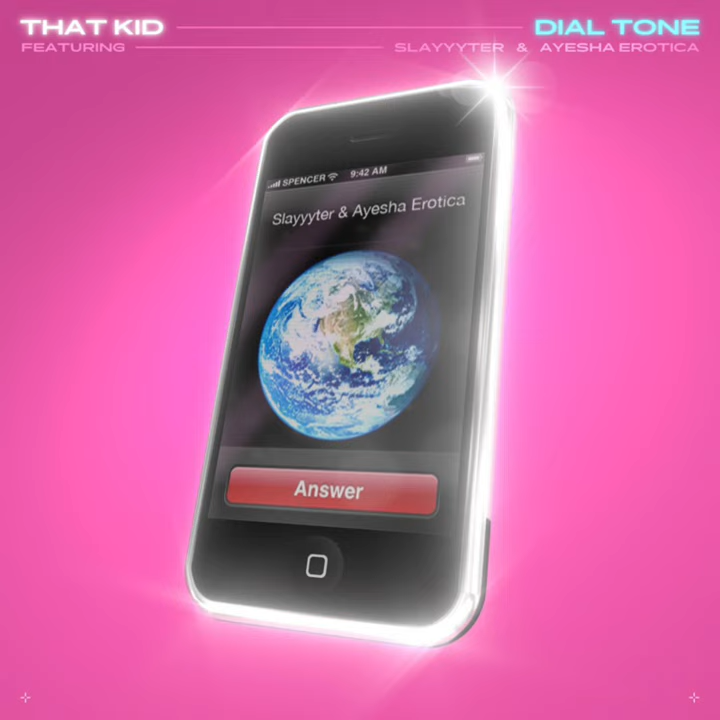 THAT KID DIAL TONE
FEATURING SLAYYYTER & AYESHA EROTICA
SPENCER 9:42 AM
Slayyyter & Ayesha Erotica
Answer